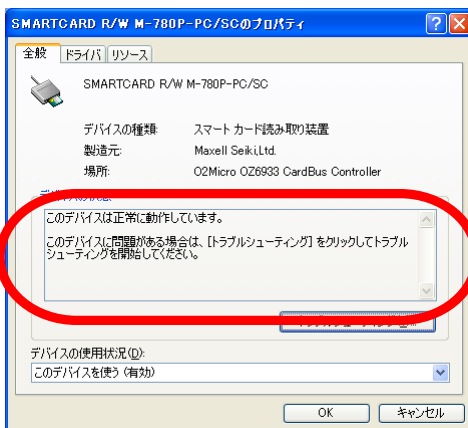 SMARTCARD R/W M-780P-PC/SCのプロパティ
全般 ドライバ リソース
SMARTCARD R/W M-780P-PC/SC
デバイスの種類: スマート カード読み取り装置
製造元: Maxell Seiki,Ltd.
場所: O2Micro OZ6933 CardBus Controller
このデバイスは正常に動作しています。
このデバイスに問題がある場合は、[トラブルシューティング] をクリックしてトラブル
シューティングを開始してください。
デバイスの使用状況(D):
このデバイスを使う (有効)
OK キャンセル